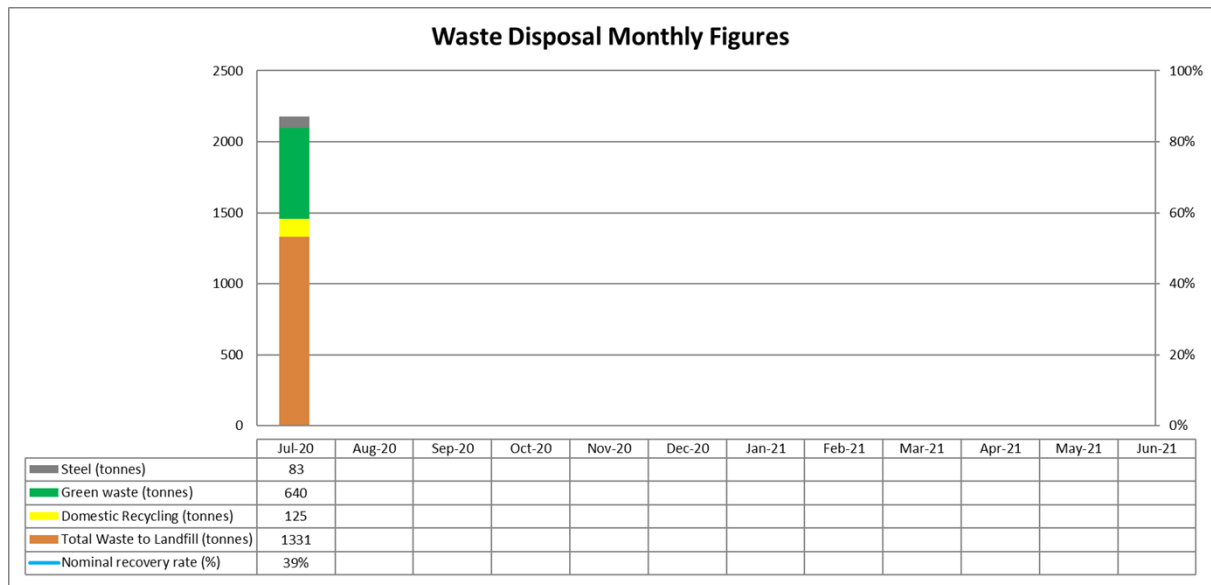 Waste Disposal Monthly Figures
2500 100%
2000 80%
1500 60%
1000 40%
500 20%
0 0%
Jul-20 Aug-20 Sep-20 Oct-20 Nov-20 Dec-20 Jan-21 Feb-21 Mar-21 Apr-21 May-21 Jun-21
Steel (tonnes) 83
Green waste (tonnes) 640
Domestic Recycling (tonnes) 125
Total Waste to Landfill (tonnes) 1331
Nominal recovery rate (%) 39%